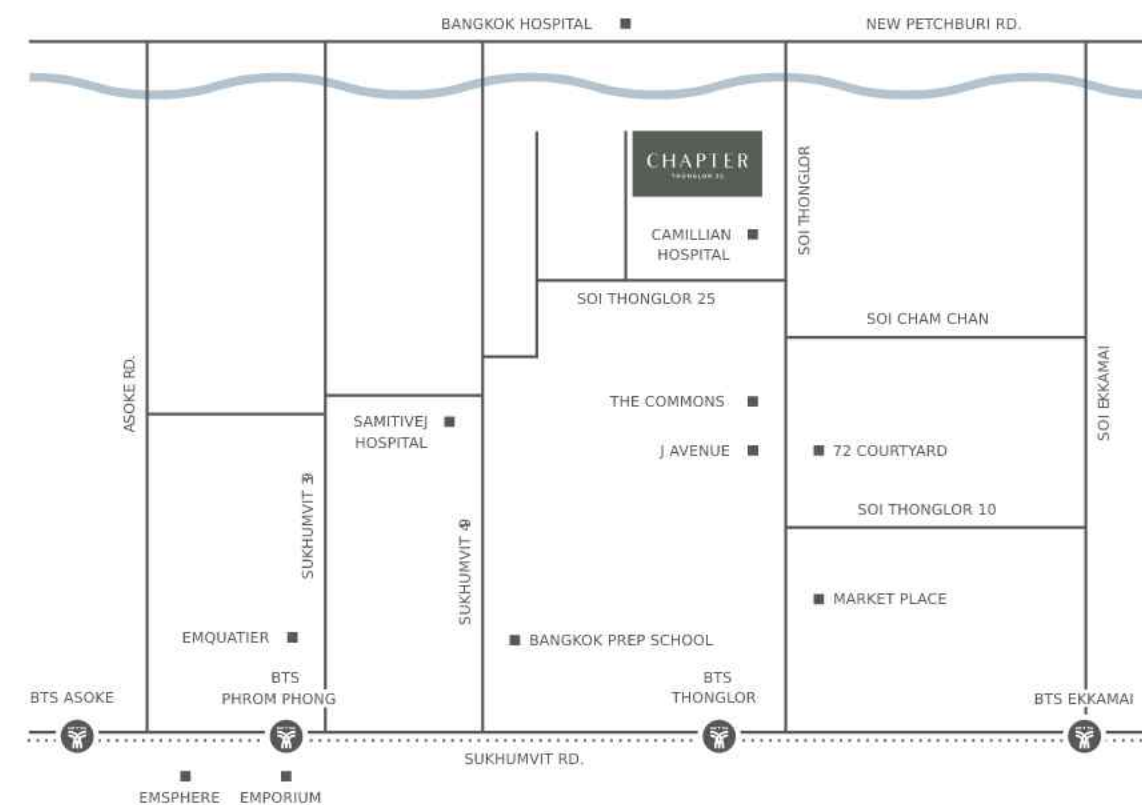 BANGKOK HOSPITAL
NEW PETCHBURI RD.
CHAPTER
THONGLOR 25
SOI THONGLOR
CAMILLIAN
HOSPITAL
SOI THONGLOR 25
SOI CHAM CHAN
ASOKE RD.
SOI EKKAMAI
THE COMMONS
SAMITIVEJ
HOSPITAL
J AVENUE
72 COURTYARD
SUKHUMVIT 39
SOI THONGLOR 10
SUKHUMVIT 49
MARKET PLACE
EMQUATIER
BANGKOK PREP SCHOOL
BTS ASOKE
BTS
PHROM PHONG
BTS
THONGLOR
BTS EKKAMAI
SUKHUMVIT RD.
EMSPHERE
EMPORIUM